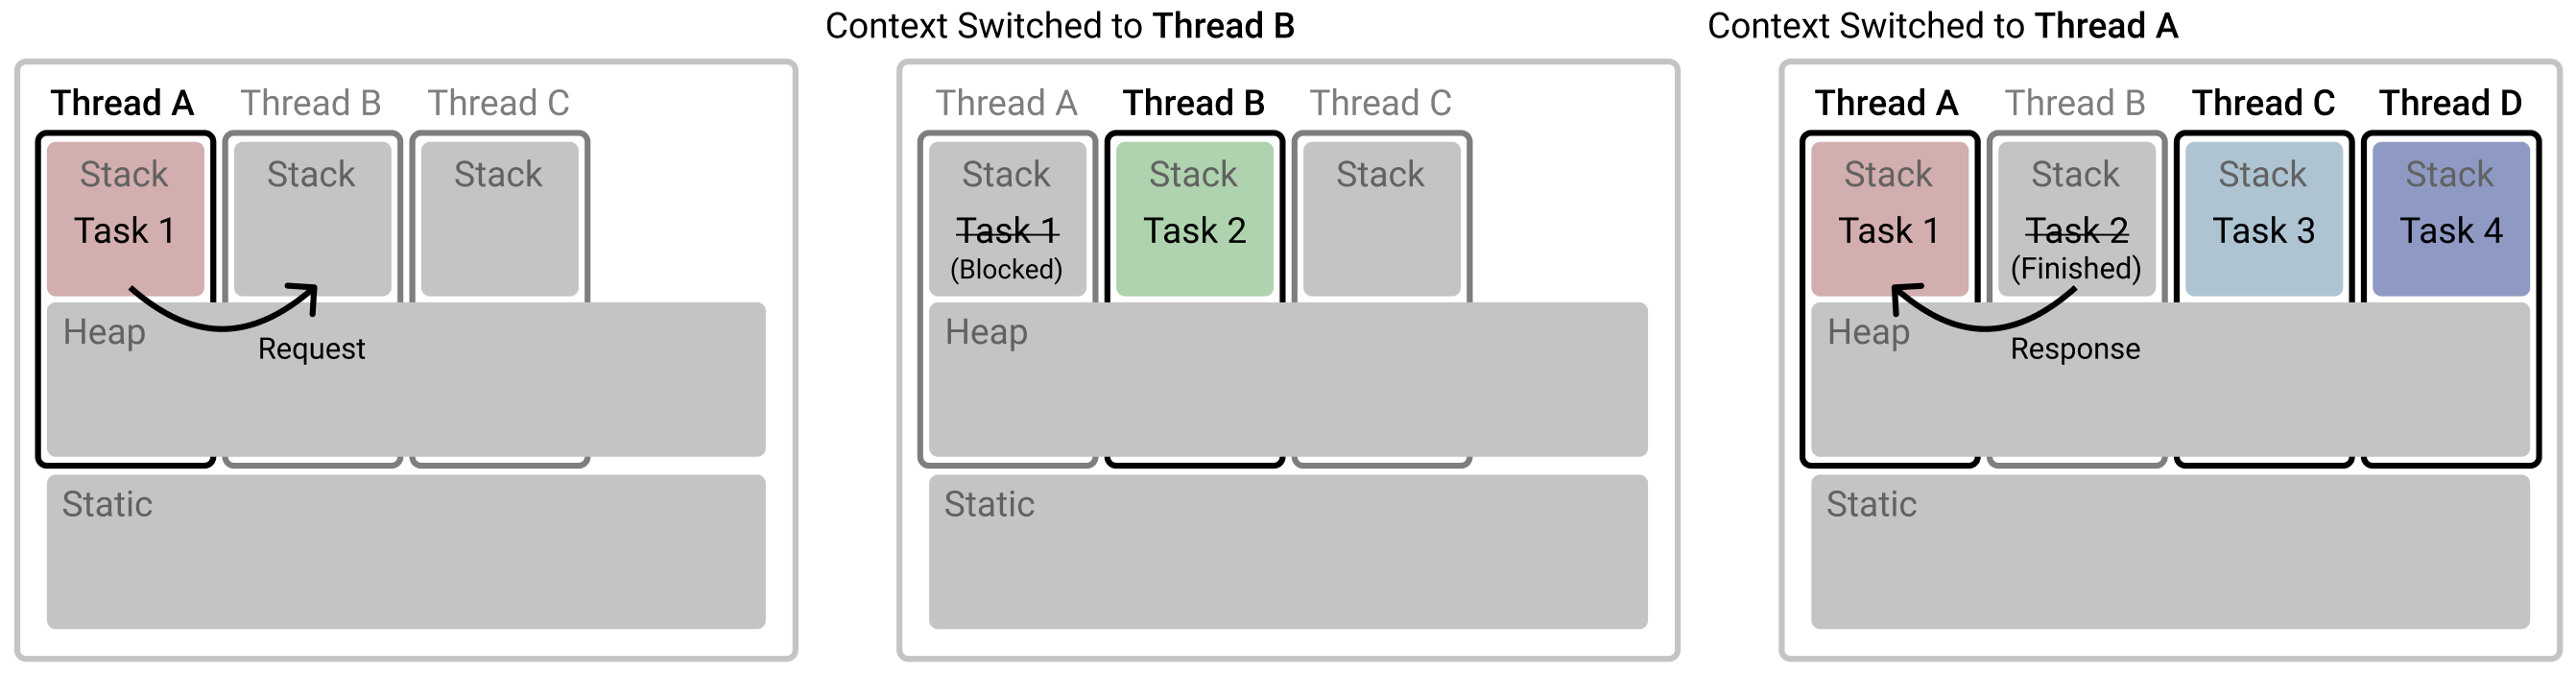 Context Switched to Thread B
Context Switched to Thread A
Thread A
Thread B
Thread C
Stack
Task 1
Stack
Stack
Heap
Request
Static
Thread A
Thread B
Thread C
Stack
Task 1
(Blocked)
Stack
Task 2
Stack
Heap
Static
Thread A
Thread B
Thread C
Thread D
Stack
Task 1
Stack
Task 2
(Finished)
Stack
Task 3
Stack
Task 4
Heap
Response
Static